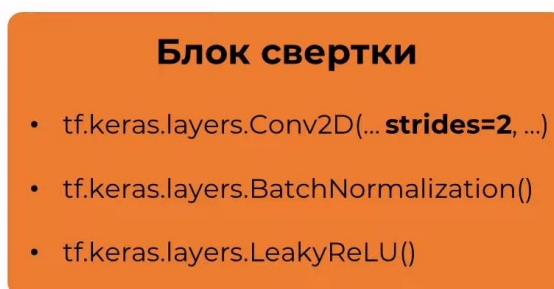 Блок свертки
• tf.keras.layers.Conv2D(... strides=2, ...)
• tf.keras.layers.BatchNormalization()
• tf.keras.layers.LeakyReLU()